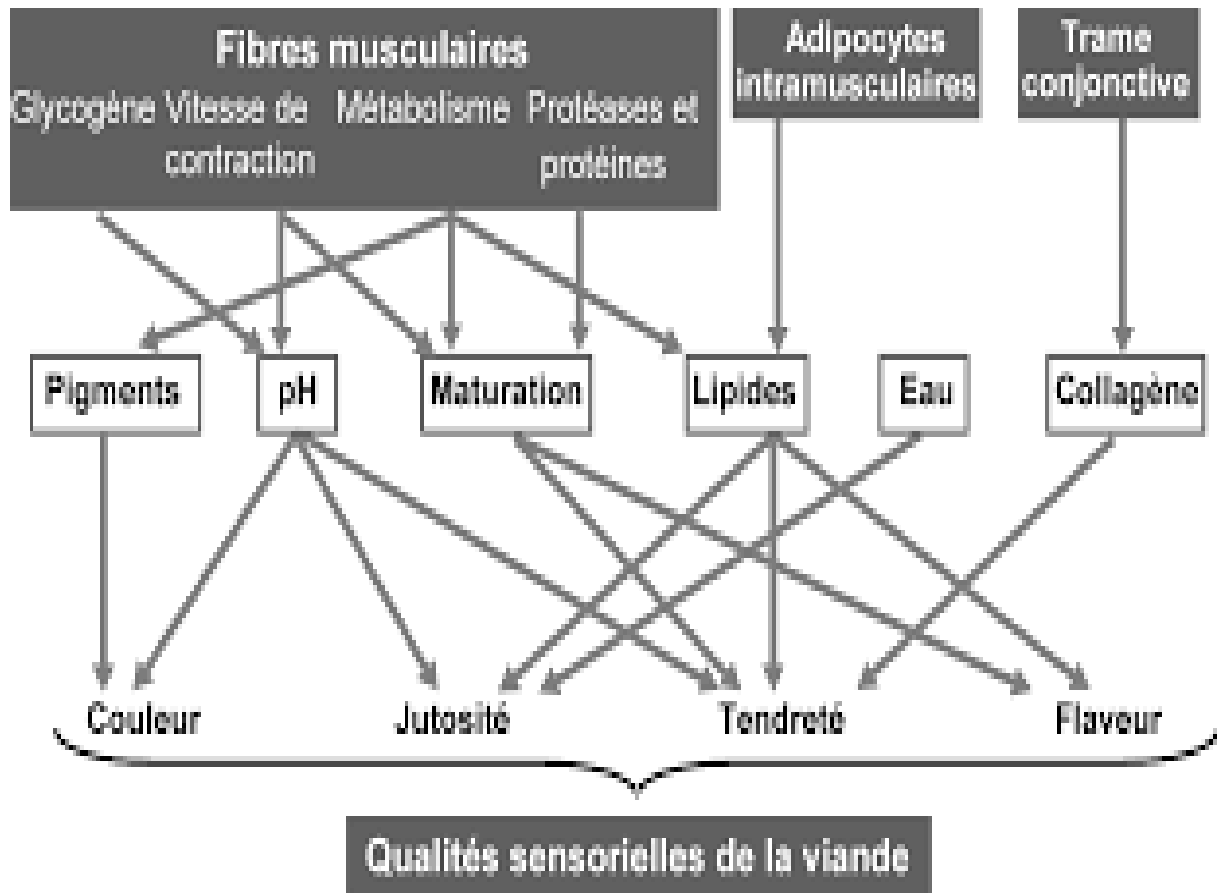 Fibres musculaires
Glycogène Vitesse de contraction Métabolisme Protéases et protéines
Adipocytes
intramusculaires
Trame
conjonctive
Pigments
pH
Maturation
Lipides
Eau
Collagène
Couleur
Jutosité
Tendreté
Flaveur
Qualités sensorielles de la viande